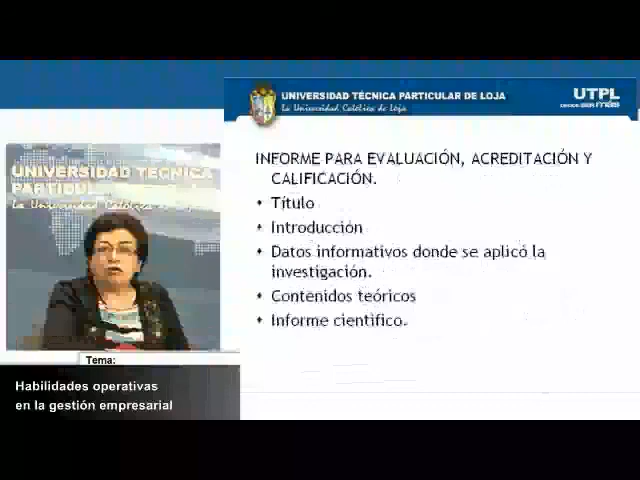 UNIVERSIDAD TÉCNICA PARTICULAR DE LOJA
La Universidad Católica de Loja
UTPL
INFORME PARA EVALUACIÓN, ACREDITACIÓN Y
CALIFICACIÓN.
• Título
• Introducción
• Datos informativos donde se aplicó la
investigación.
• Contenidos teóricos
• Informe científico.
UNIVERSIDAD TÉCNICA
La Universidad
Tema:
Habilidades operativas
en la gestión empresarial